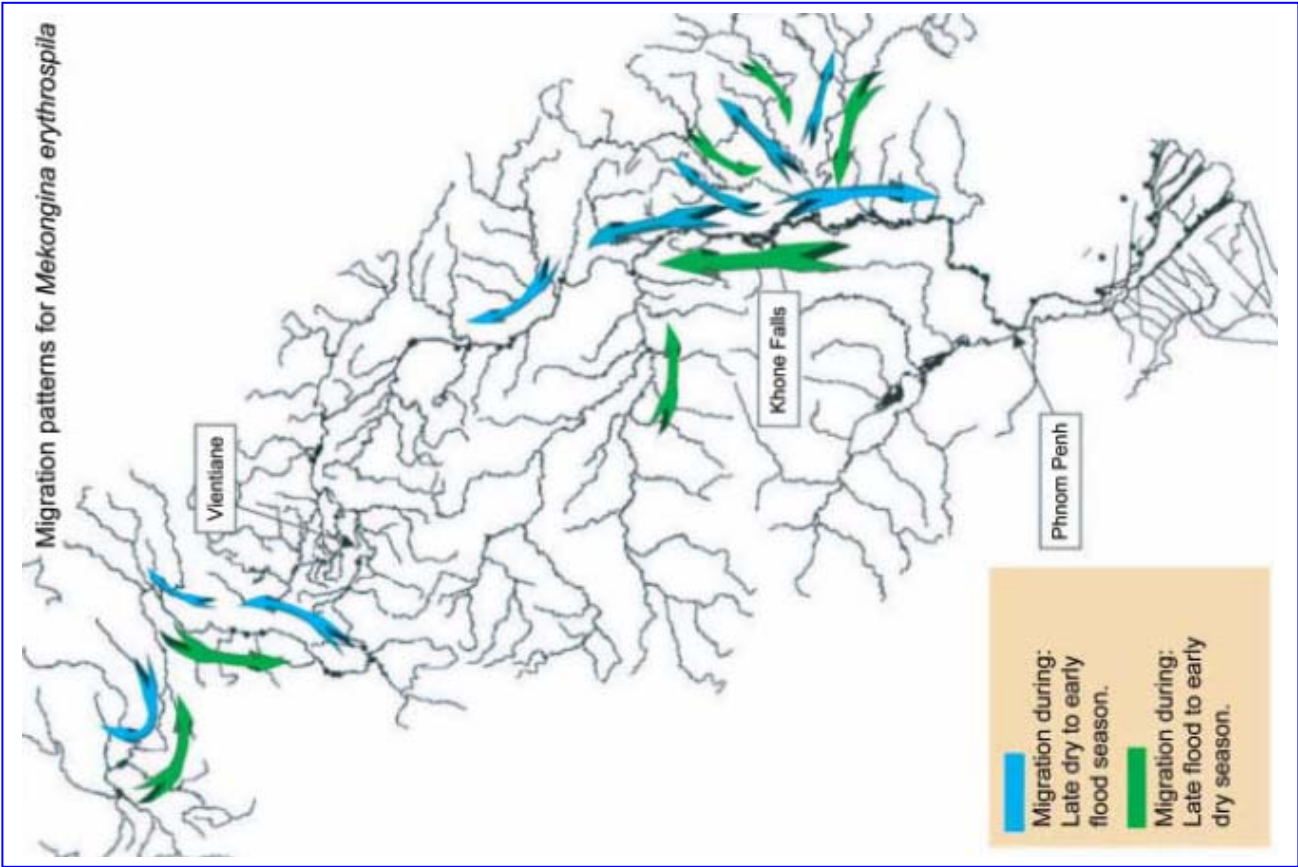 Migration patterns for Mekongina erythrospila
Vientiane
Khone Falls
Phnom Penh
Migration during:
Late dry to early
flood season.
Migration during:
Late flood to early
dry season.